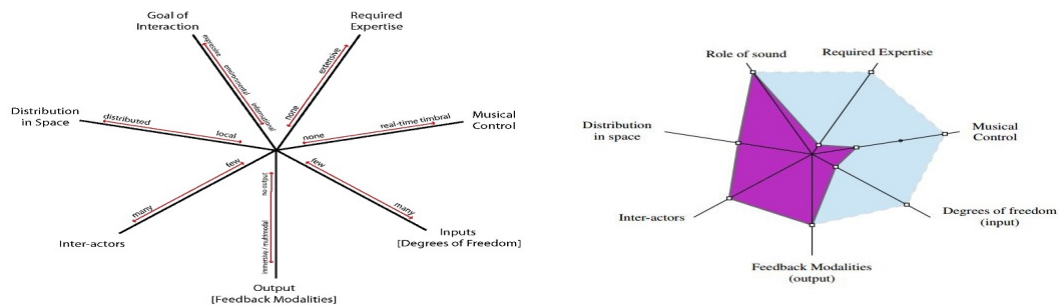 Goal of
Interaction
Required
Expertise
expressive environmental informational
none extensive
Distribution
in Space
distributed local
none real-time timbral
Musical
Control
few
many
few
many
Inter-actors
Inputs
[Degrees of Freedom]
no output
immersive / multimodal
Output
[Feedback Modalities]
Role of sound
Required Expertise
Distribution
in space
Musical
Control
Inter-actors
Degrees of freedom
(input)
Feedback Modalities
(output)